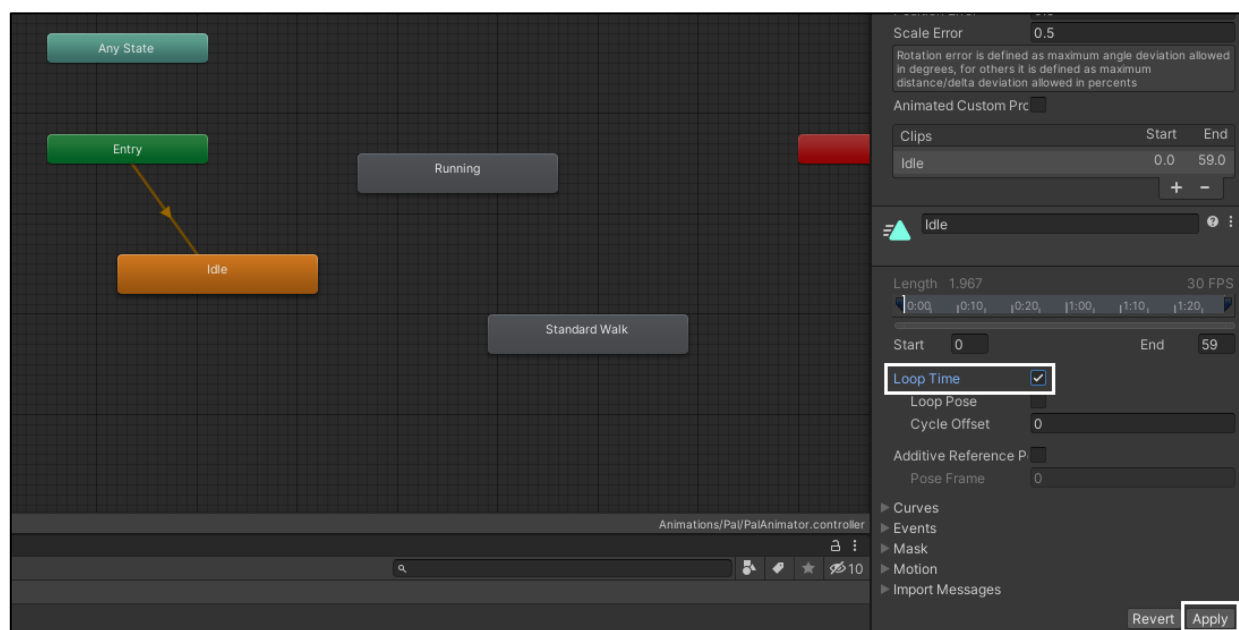 Any State
Entry
Running
Idle
Standard Walk
Animations/Pal/PalAnimator.controller
10
Scale Error 0.5
Rotation error is defined as maximum angle deviation allowed
in degrees, for others it is defined as maximum
distance/delta deviation allowed in percents
Animated Custom Prc
Clips Start End
Idle 0.0 59.0
+ -
Idle
Length 1.967 30 FPS
0:00 0:10 0:20 1:00 1:10 1:20
Start 0 End 59
Loop Time
Loop Pose
Cycle Offset 0
Additive Reference P
Pose Frame 0
Curves
Events
Mask
Motion
Import Messages
Revert Apply